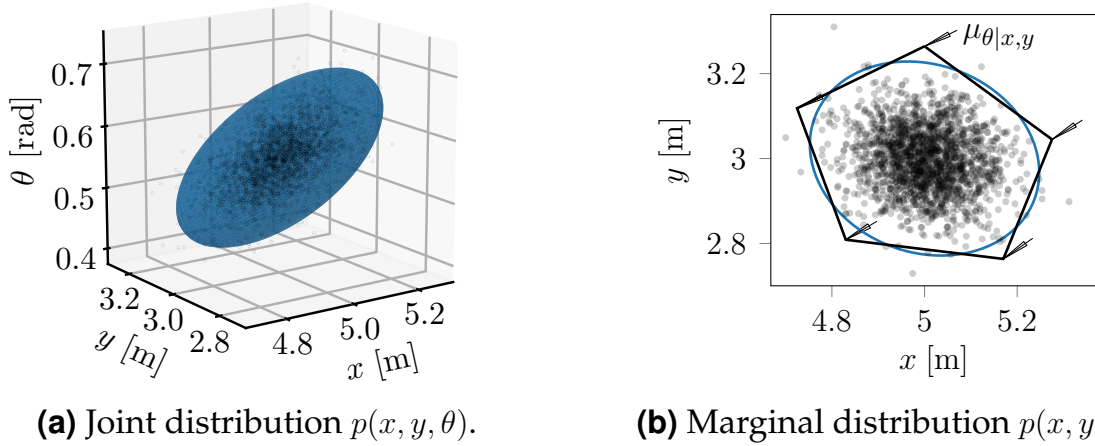 0.7
0.6
0.5
0.4
θ [rad]
3.2
3.0
2.8
y [m]
4.8
5.0
5.2
x [m]
(a) Joint distribution p(x, y, θ).
μθ|x,y
3.2
3
2.8
y [m]
4.8
5
5.2
x [m]
(b) Marginal distribution p(x, y